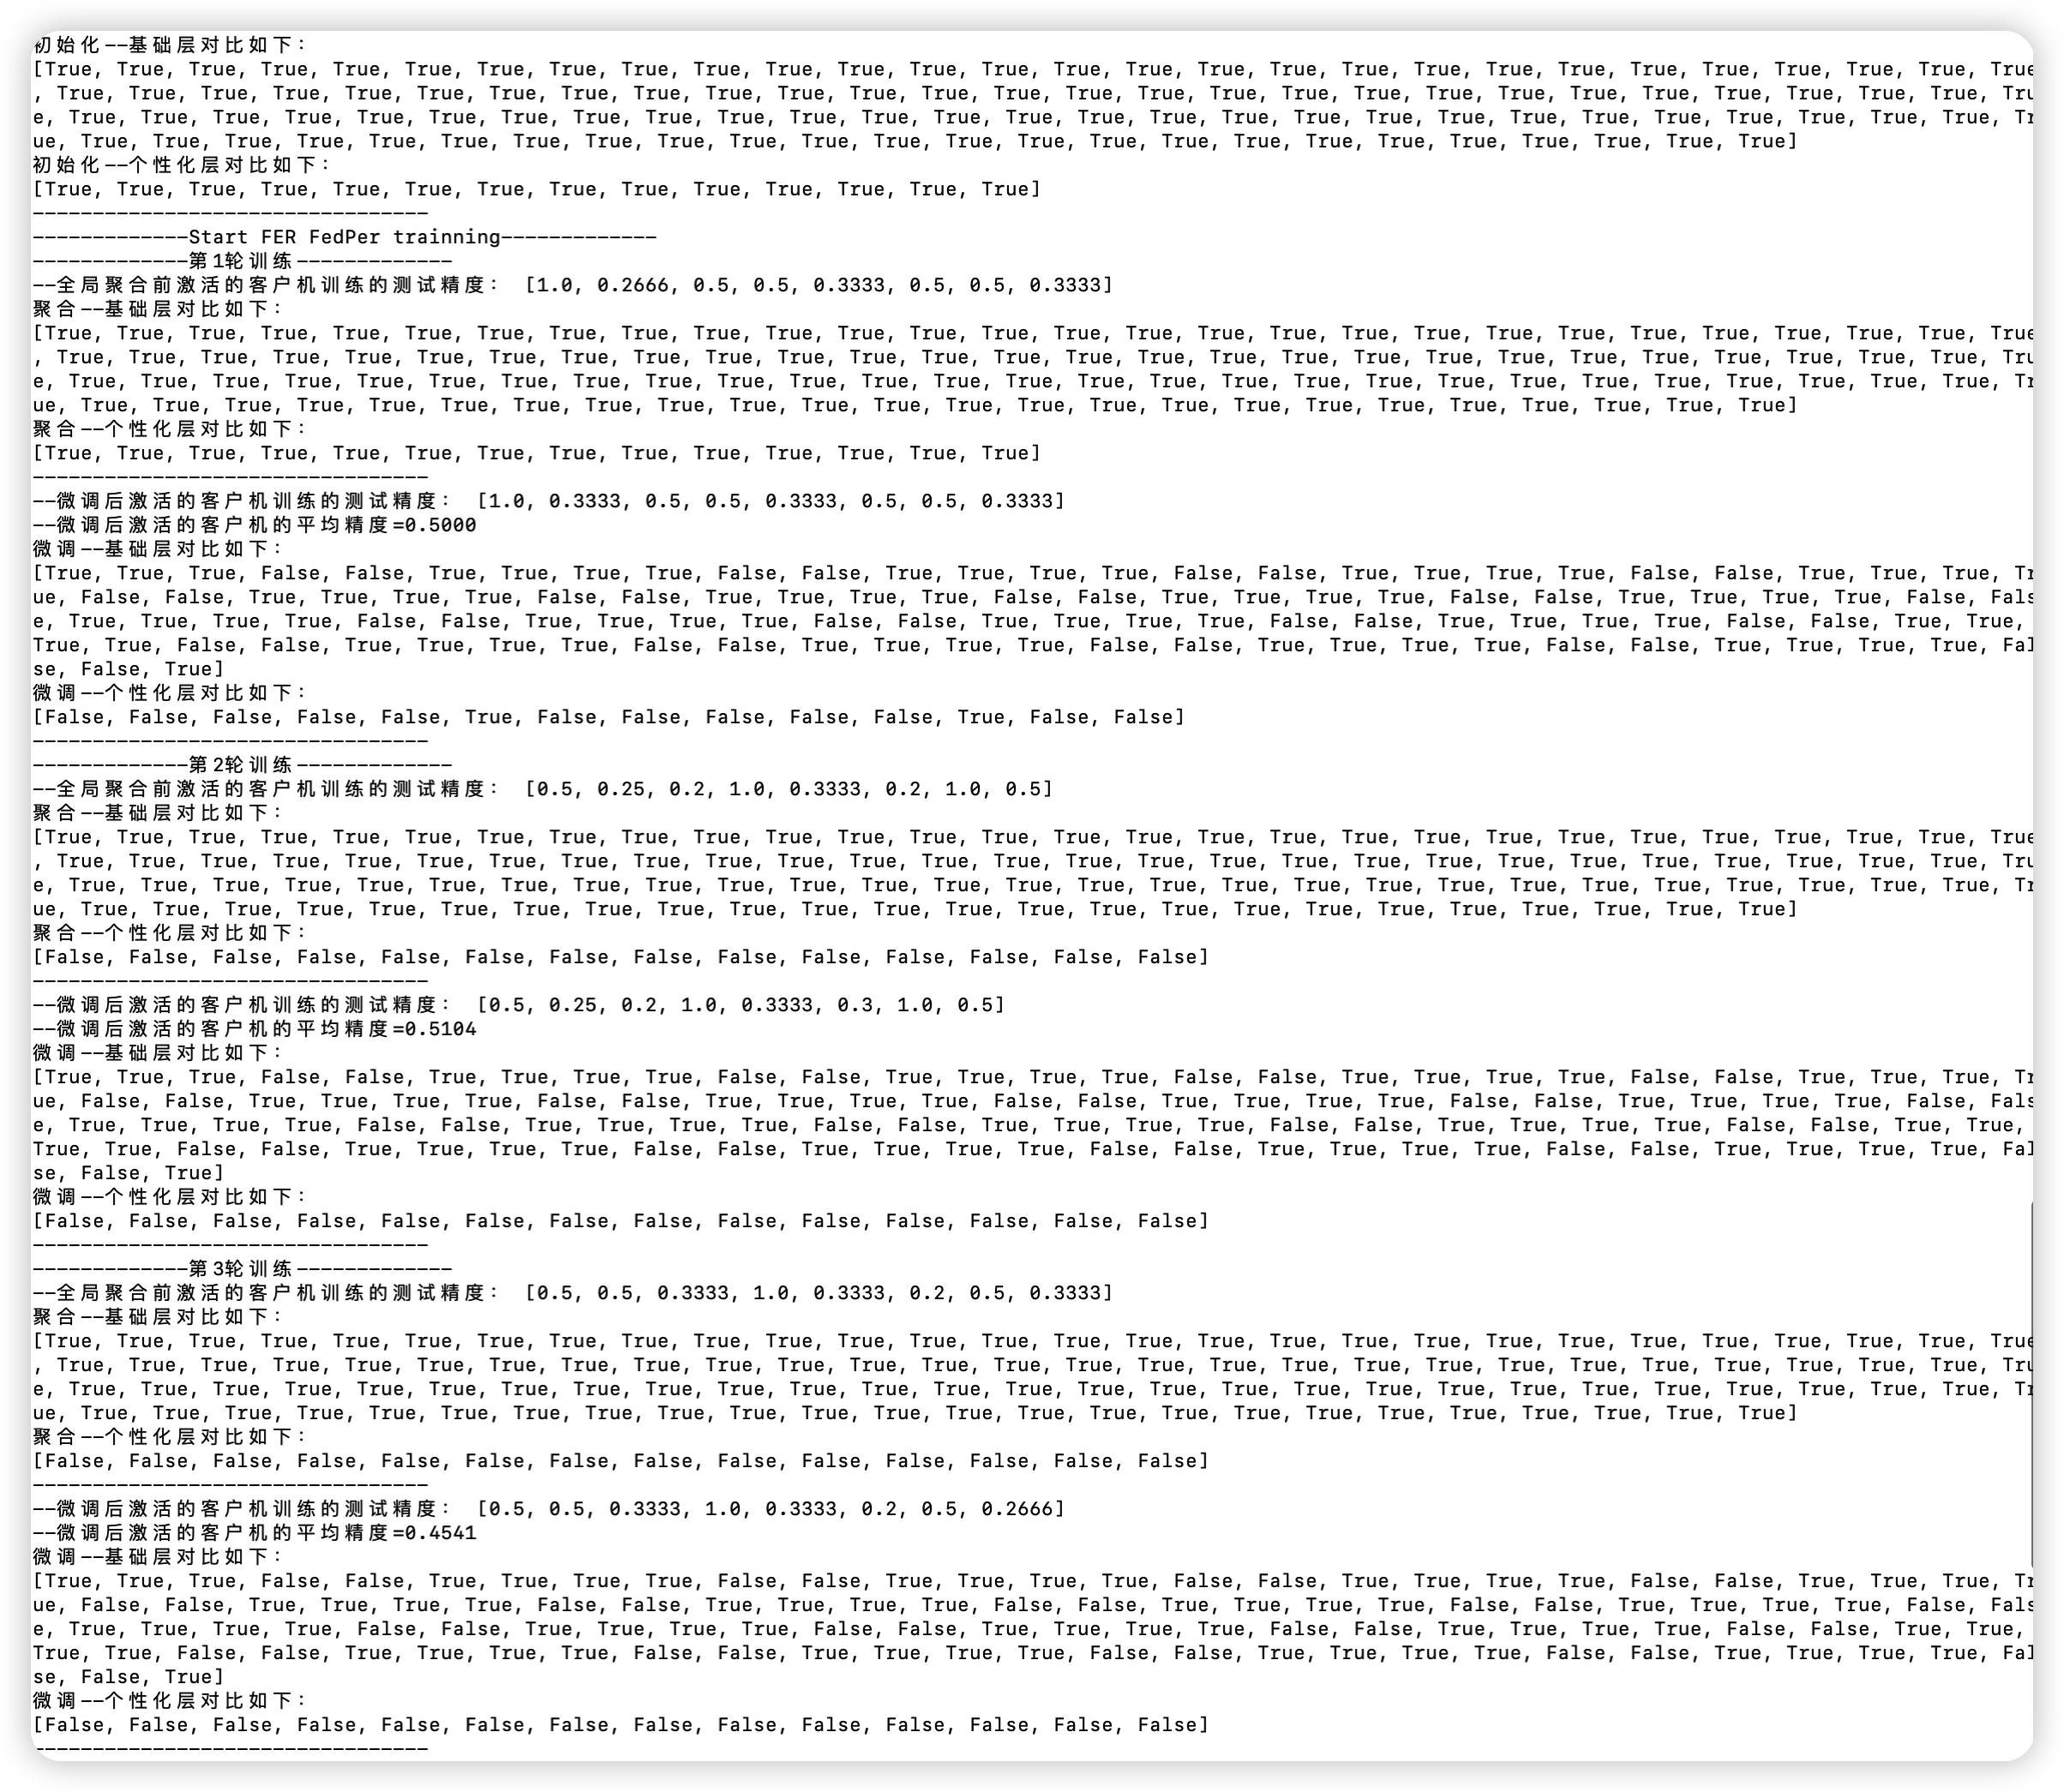 初始化--基础层对比如下:
[True, True, True, True, True, True, True, True, True, True, True, True, True, True, True, True, True, True, True, True, True, True, True, True, True, True, True, True
, True, True, True, True, True, True, True, True, True, True, True, True, True, True, True, True, True, True, True, True, True, True, True, True, True, True, True, Tru
e, True, True, True, True, True, True, True, True, True, True, True, True, True, True, True, True, True, True, True, True, True, True, True, True, True, True, True, Tr
ue, True, True, True, True, True, True, True, True, True, True, True, True, True, True, True, True, True, True, True, True, True, True, True, True]
初始化--个性化层对比如下:
[True, True, True, True, True, True, True, True, True, True, True, True, True, True]
---------------------------------
-------------Start FER FedPer trainning-------------
-------------第1轮训练-------------
--全局聚合前激活的客户机训练的测试精度: [1.0, 0.2666, 0.5, 0.5, 0.3333, 0.5, 0.5, 0.3333]
聚合--基础层对比如下:
[True, True, True, True, True, True, True, True, True, True, True, True, True, True, True, True, True, True, True, True, True, True, True, True, True, True, True, True
, True, True, True, True, True, True, True, True, True, True, True, True, True, True, True, True, True, True, True, True, True, True, True, True, True, True, True, Tru
e, True, True, True, True, True, True, True, True, True, True, True, True, True, True, True, True, True, True, True, True, True, True, True, True, True, True, True, Tr
ue, True, True, True, True, True, True, True, True, True, True, True, True, True, True, True, True, True, True, True, True, True, True, True, True]
聚合--个性化层对比如下:
[True, True, True, True, True, True, True, True, True, True, True, True, True, True]
---------------------------------
--微调后激活的客户机训练的测试精度: [1.0, 0.3333, 0.5, 0.5, 0.3333, 0.5, 0.5, 0.3333]
--微调后激活的客户机的平均精度=0.5000
微调--基础层对比如下:
[True, True, True, False, False, True, True, True, True, False, False, True, True, True, True, False, False, True, True, True, True, False, False, True, True, True, Tr
ue, False, False, True, True, True, True, False, False, True, True, True, True, False, False, True, True, True, True, False, False, True, True, True, True, False, Fals
e, True, True, True, True, False, False, True, True, True, True, False, False, True, True, True, True, False, False, True, True, True, True, False, False, True, True,
True, True, False, False, True, True, True, True, False, False, True, True, True, True, False, False, True, True, True, True, False, False, True, True, True, True, Fal
se, False, True]
微调--个性化层对比如下:
[False, False, False, False, False, True, False, False, False, False, False, True, False, False]
---------------------------------
-------------第2轮训练-------------
--全局聚合前激活的客户机训练的测试精度: [0.5, 0.25, 0.2, 1.0, 0.3333, 0.2, 1.0, 0.5]
聚合--基础层对比如下:
[True, True, True, True, True, True, True, True, True, True, True, True, True, True, True, True, True, True, True, True, True, True, True, True, True, True, True, True
, True, True, True, True, True, True, True, True, True, True, True, True, True, True, True, True, True, True, True, True, True, True, True, True, True, True, True, Tru
e, True, True, True, True, True, True, True, True, True, True, True, True, True, True, True, True, True, True, True, True, True, True, True, True, True, True, True, Tr
ue, True, True, True, True, True, True, True, True, True, True, True, True, True, True, True, True, True, True, True, True, True, True, True, True]
聚合--个性化层对比如下:
[False, False, False, False, False, False, False, False, False, False, False, False, False, False]
---------------------------------
--微调后激活的客户机训练的测试精度: [0.5, 0.25, 0.2, 1.0, 0.3333, 0.3, 1.0, 0.5]
--微调后激活的客户机的平均精度=0.5104
微调--基础层对比如下:
[True, True, True, False, False, True, True, True, True, False, False, True, True, True, True, False, False, True, True, True, True, False, False, True, True, True, Tr
ue, False, False, True, True, True, True, False, False, True, True, True, True, False, False, True, True, True, True, False, False, True, True, True, True, False, Fals
e, True, True, True, True, False, False, True, True, True, True, False, False, True, True, True, True, False, False, True, True, True, True, False, False, True, True,
True, True, False, False, True, True, True, True, False, False, True, True, True, True, False, False, True, True, True, True, False, False, True, True, True, True, Fal
se, False, True]
微调--个性化层对比如下:
[False, False, False, False, False, False, False, False, False, False, False, False, False, False]
---------------------------------
-------------第3轮训练-------------
--全局聚合前激活的客户机训练的测试精度: [0.5, 0.5, 0.3333, 1.0, 0.3333, 0.2, 0.5, 0.3333]
聚合--基础层对比如下:
[True, True, True, True, True, True, True, True, True, True, True, True, True, True, True, True, True, True, True, True, True, True, True, True, True, True, True, True
, True, True, True, True, True, True, True, True, True, True, True, True, True, True, True, True, True, True, True, True, True, True, True, True, True, True, True, Tru
e, True, True, True, True, True, True, True, True, True, True, True, True, True, True, True, True, True, True, True, True, True, True, True, True, True, True, True, Tr
ue, True, True, True, True, True, True, True, True, True, True, True, True, True, True, True, True, True, True, True, True, True, True, True, True]
聚合--个性化层对比如下:
[False, False, False, False, False, False, False, False, False, False, False, False, False, False]
---------------------------------
--微调后激活的客户机训练的测试精度: [0.5, 0.5, 0.3333, 1.0, 0.3333, 0.2, 0.5, 0.2666]
--微调后激活的客户机的平均精度=0.4541
微调--基础层对比如下:
[True, True, True, False, False, True, True, True, True, False, False, True, True, True, True, False, False, True, True, True, True, False, False, True, True, True, Tr
ue, False, False, True, True, True, True, False, False, True, True, True, True, False, False, True, True, True, True, False, False, True, True, True, True, False, Fals
e, True, True, True, True, False, False, True, True, True, True, False, False, True, True, True, True, False, False, True, True, True, True, False, False, True, True,
True, True, False, False, True, True, True, True, False, False, True, True, True, True, False, False, True, True, True, True, False, False, True, True, True, True, Fal
se, False, True]
微调--个性化层对比如下:
[False, False, False, False, False, False, False, False, False, False, False, False, False, False]
---------------------------------